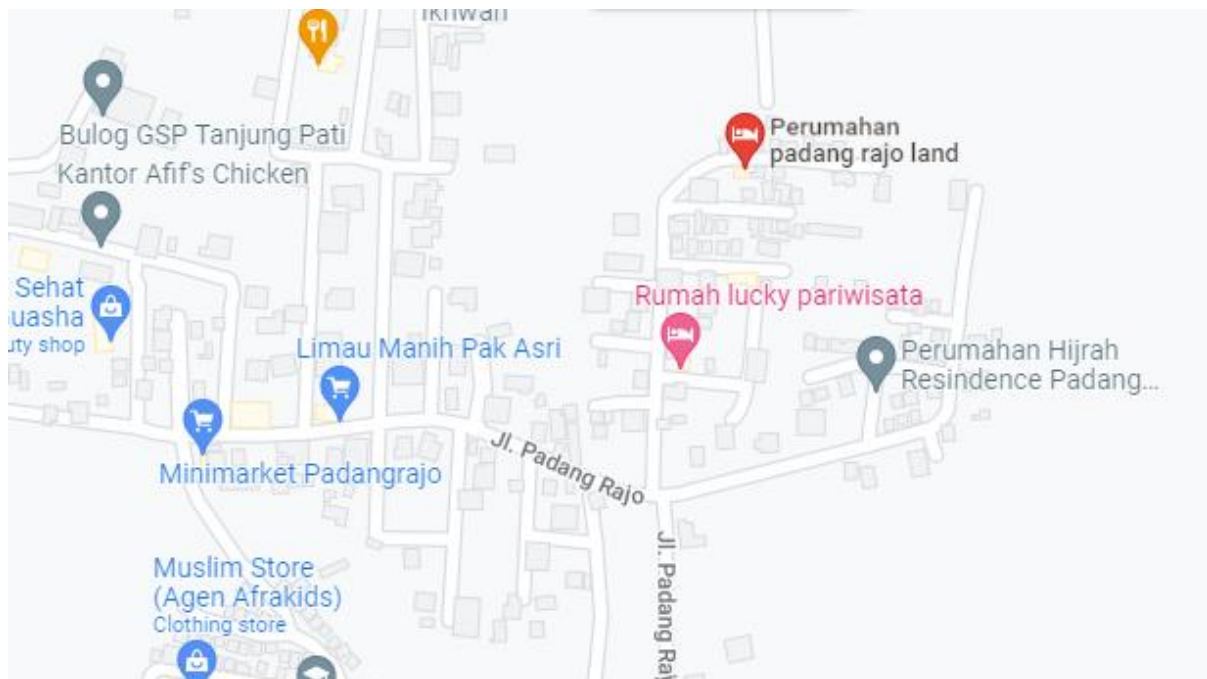 Ikhwan
Bulog GSP Tanjung Pati
Kantor Afif's Chicken
Perumahan
padang rajo land
Sehat
uasha
uty shop
Rumah lucky pariwisata
Limau Manih Pak Asri
Perumahan Hijrah
Resindence Padang...
Minimarket Padangrajo
Jl. Padang Rajo
Jl. Padang Raj
Muslim Store
(Agen Afrakids)
Clothing store